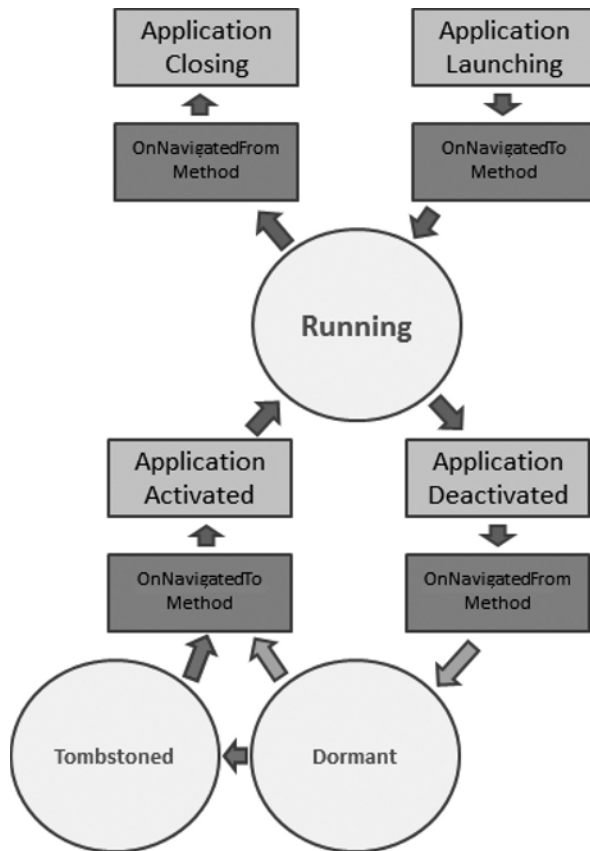 Application
Closing
Application
Launching
OnNavigatedFrom
Method
OnNavigatedTo
Method
Running
Application
Activated
Application
Deactivated
OnNavigatedTo
Method
OnNavigatedFrom
Method
Tombstoned
Dormant